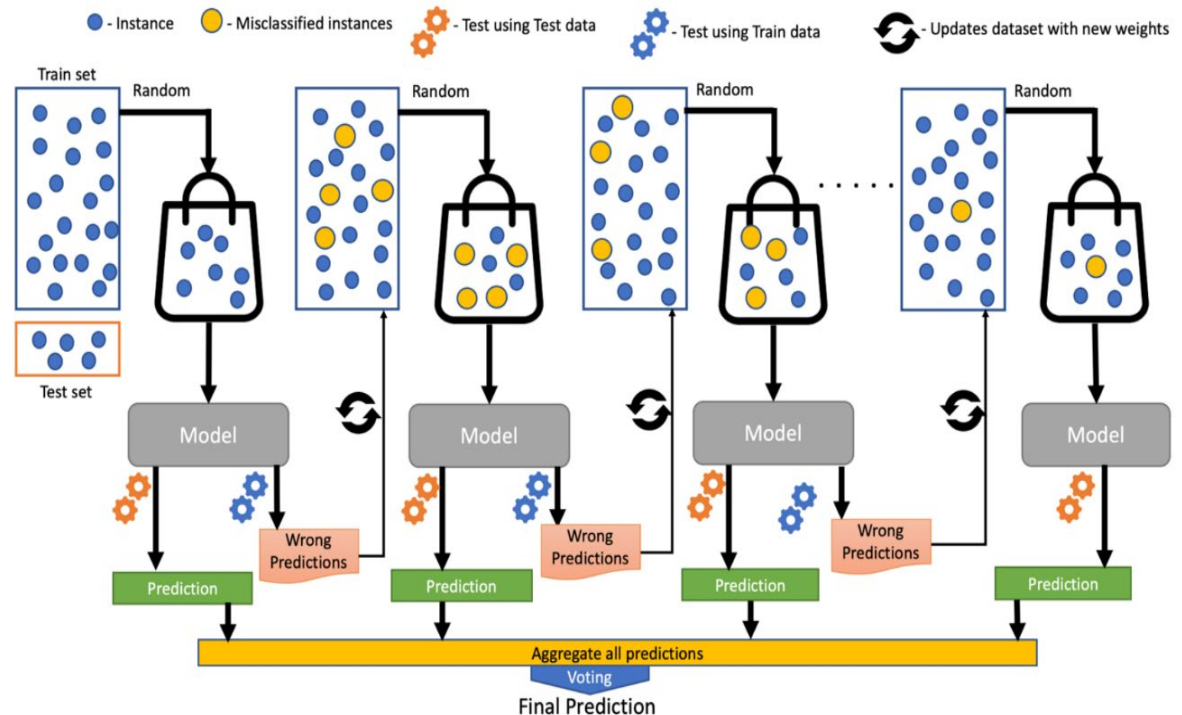 - Instance
- Misclassified instances
- Test using Test data
- Test using Train data
- Updates dataset with new weights
Train set
Random
Random
Random
Random
. . . . . .
Test set
Model
Model
Model
Model
Wrong
Predictions
Wrong
Predictions
Wrong
Predictions
Prediction
Prediction
Prediction
Prediction
Aggregate all predictions
Voting
Final Prediction